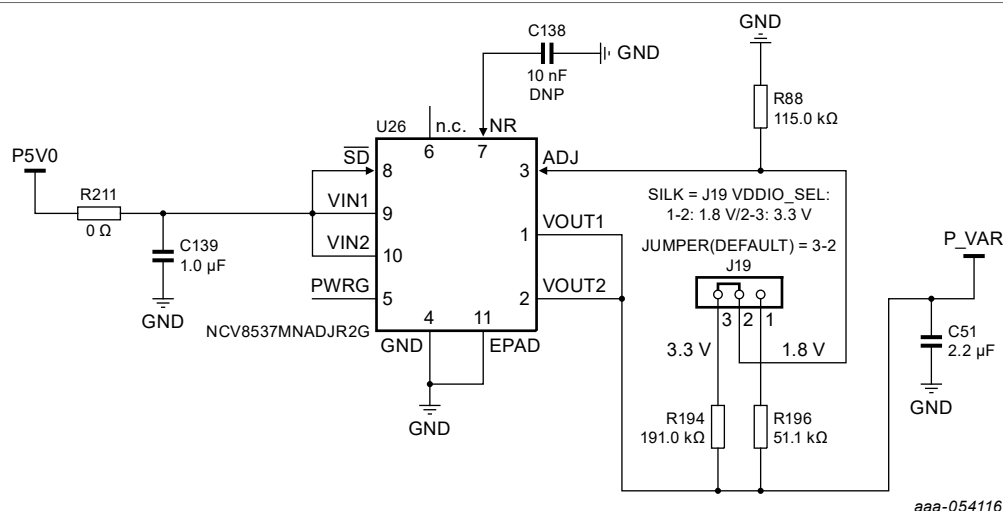 GND
C138
GND
10 nF
DNP
R88
115.0 kΩ
U26
n.c.
NR
6
7
P5V0
SD
8
3
ADJ
R211
0 Ω
VIN1
9
SILK = J19 VDDIO_SEL:
1-2: 1.8 V/2-3: 3.3 V
VOUT1
1
P_VAR
C139
1.0 µF
VIN2
10
JUMPER(DEFAULT) = 3-2
J19
PWRG
5
2
VOUT2
GND
3
2
1
4
11
NCV8537MNADJR2G
GND
EPAD
C51
2.2 µF
3.3 V
1.8 V
GND
GND
R194
191.0 kΩ
R196
51.1 kΩ
aaa-054116